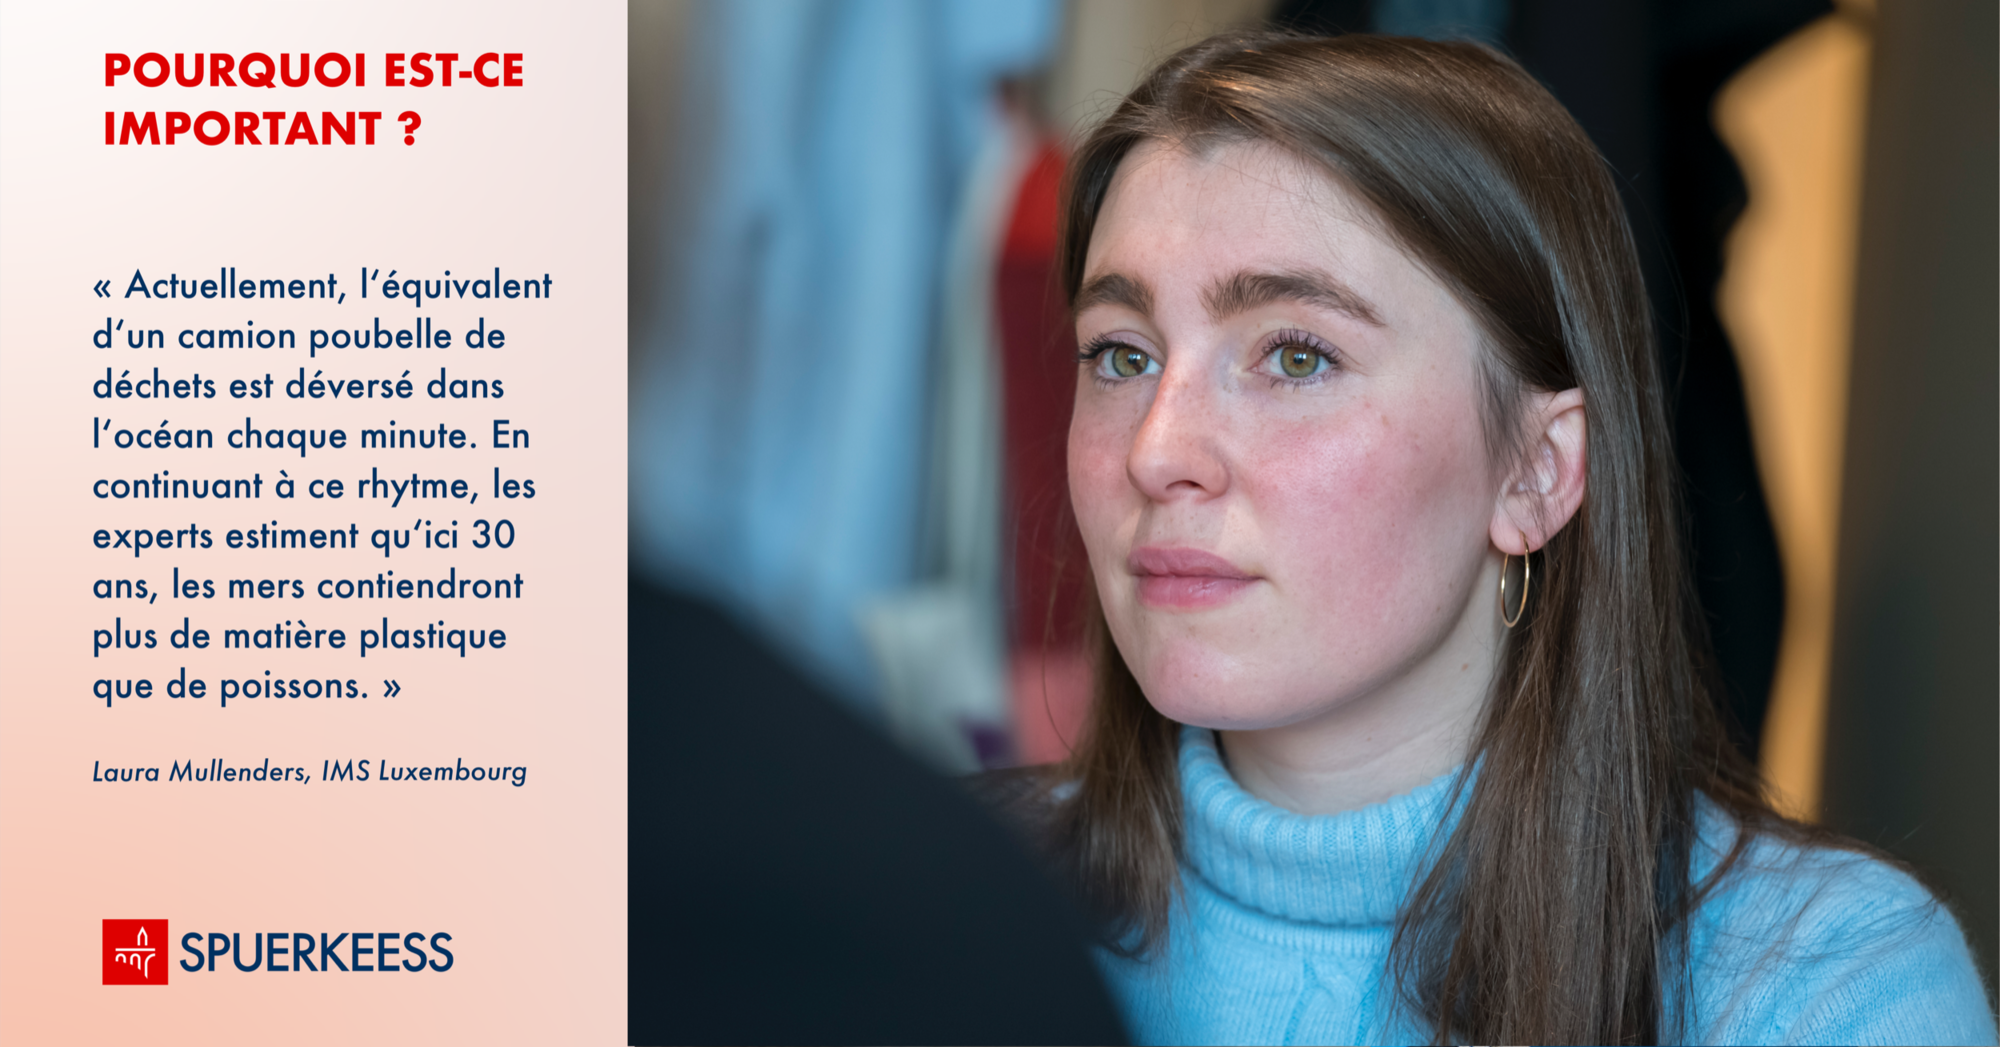 POURQUOI EST-CE
IMPORTANT ?
« Actuellement, l‘équivalent
d‘un camion poubelle de
déchets est déversé dans
l‘océan chaque minute. En
continuant à ce rhytme, les
experts estiment qu‘ici 30
ans, les mers contiendront
plus de matière plastique
que de poissons. »
Laura Mullenders, IMS Luxembourg
SPUERKEESS